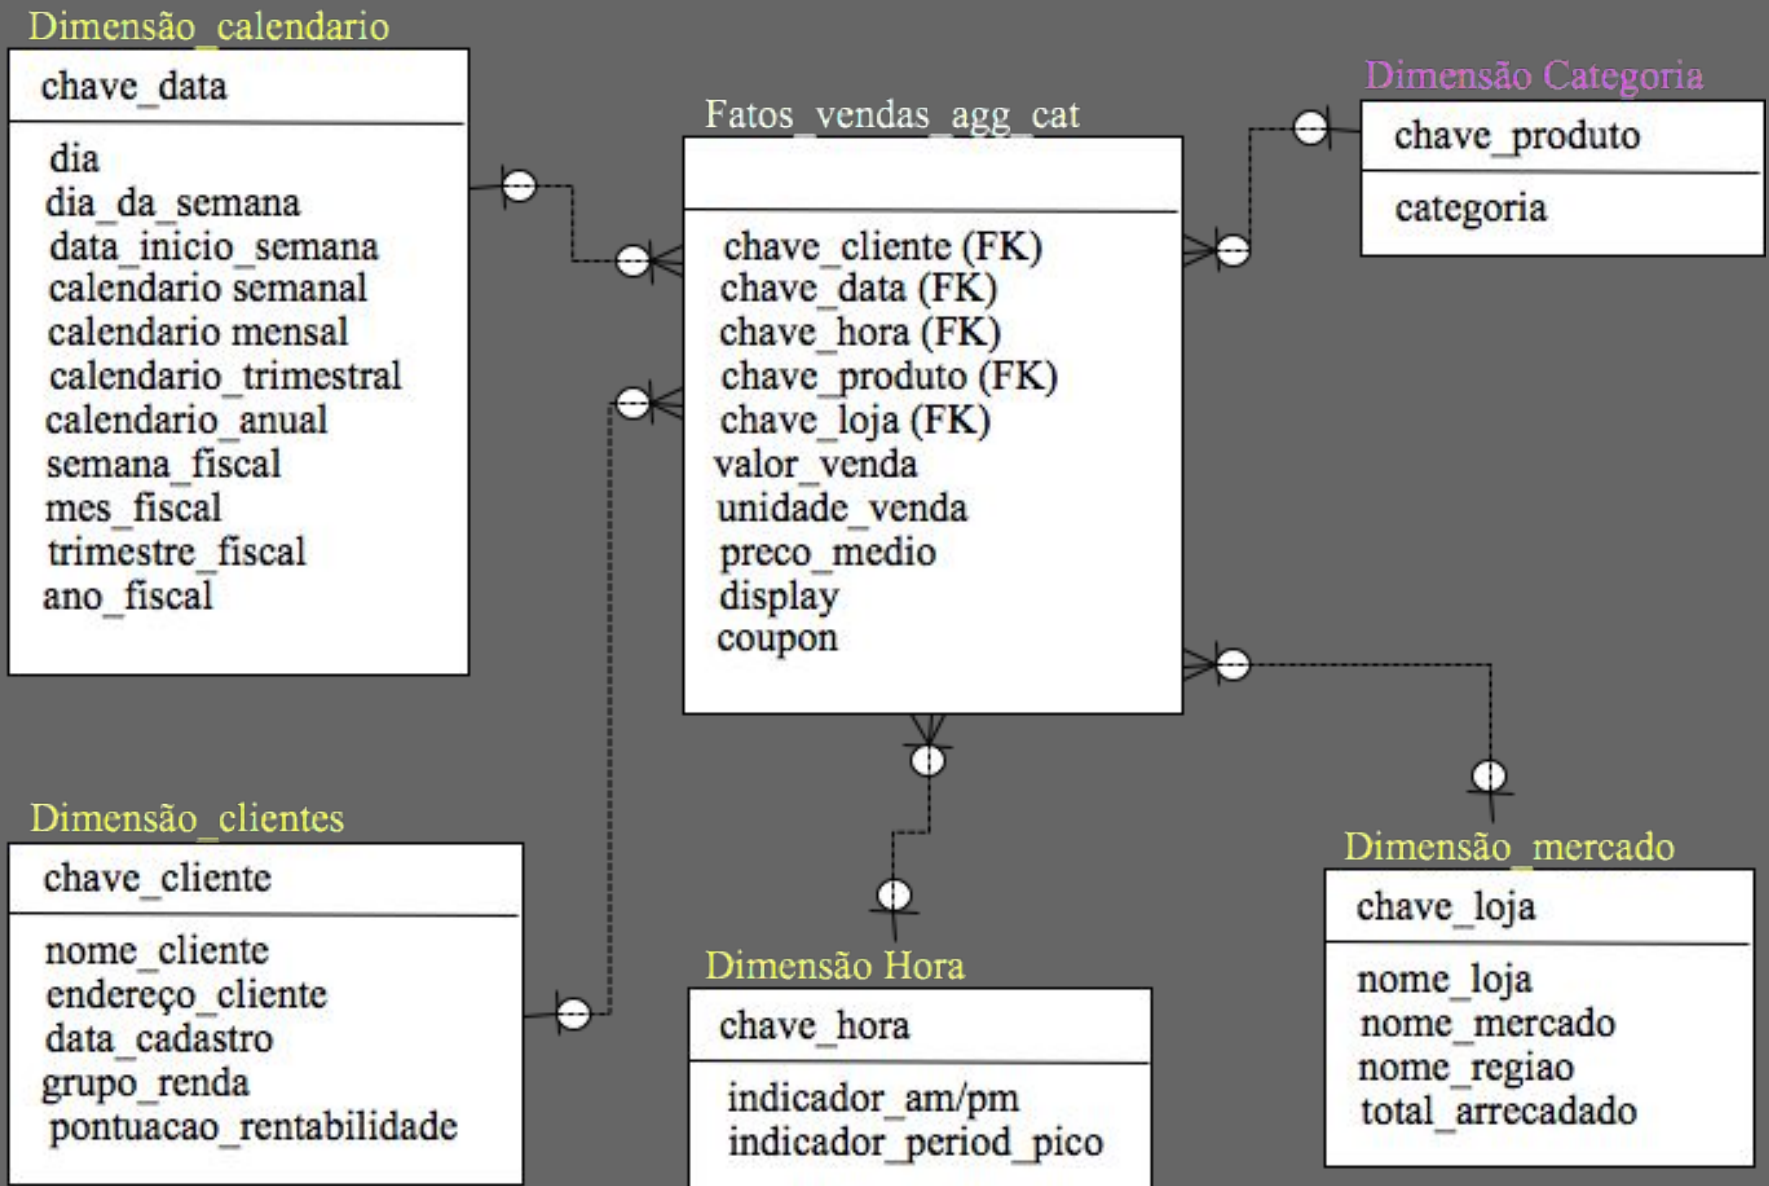 Dimensão_calendario
chave_data
dia
dia_da_semana
data_inicio_semana
calendario semanal
calendario mensal
calendario_trimestral
calendario_anual
semana_fiscal
mes_fiscal
trimestre_fiscal
ano_fiscal
Fatos_vendas_agg_cat
chave_cliente (FK)
chave_data (FK)
chave_hora (FK)
chave_produto (FK)
chave_loja (FK)
valor_venda
unidade_venda
preco_medio
display
coupon
Dimensão Categoria
chave_produto
categoria
Dimensão_clientes
chave_cliente
nome_cliente
endereço_cliente
data_cadastro
grupo_renda
pontuacao_rentabilidade
Dimensão Hora
chave_hora
indicador_am/pm
indicador_period_pico
Dimensão_mercado
chave_loja
nome_loja
nome_mercado
nome_regiao
total_arrecadado